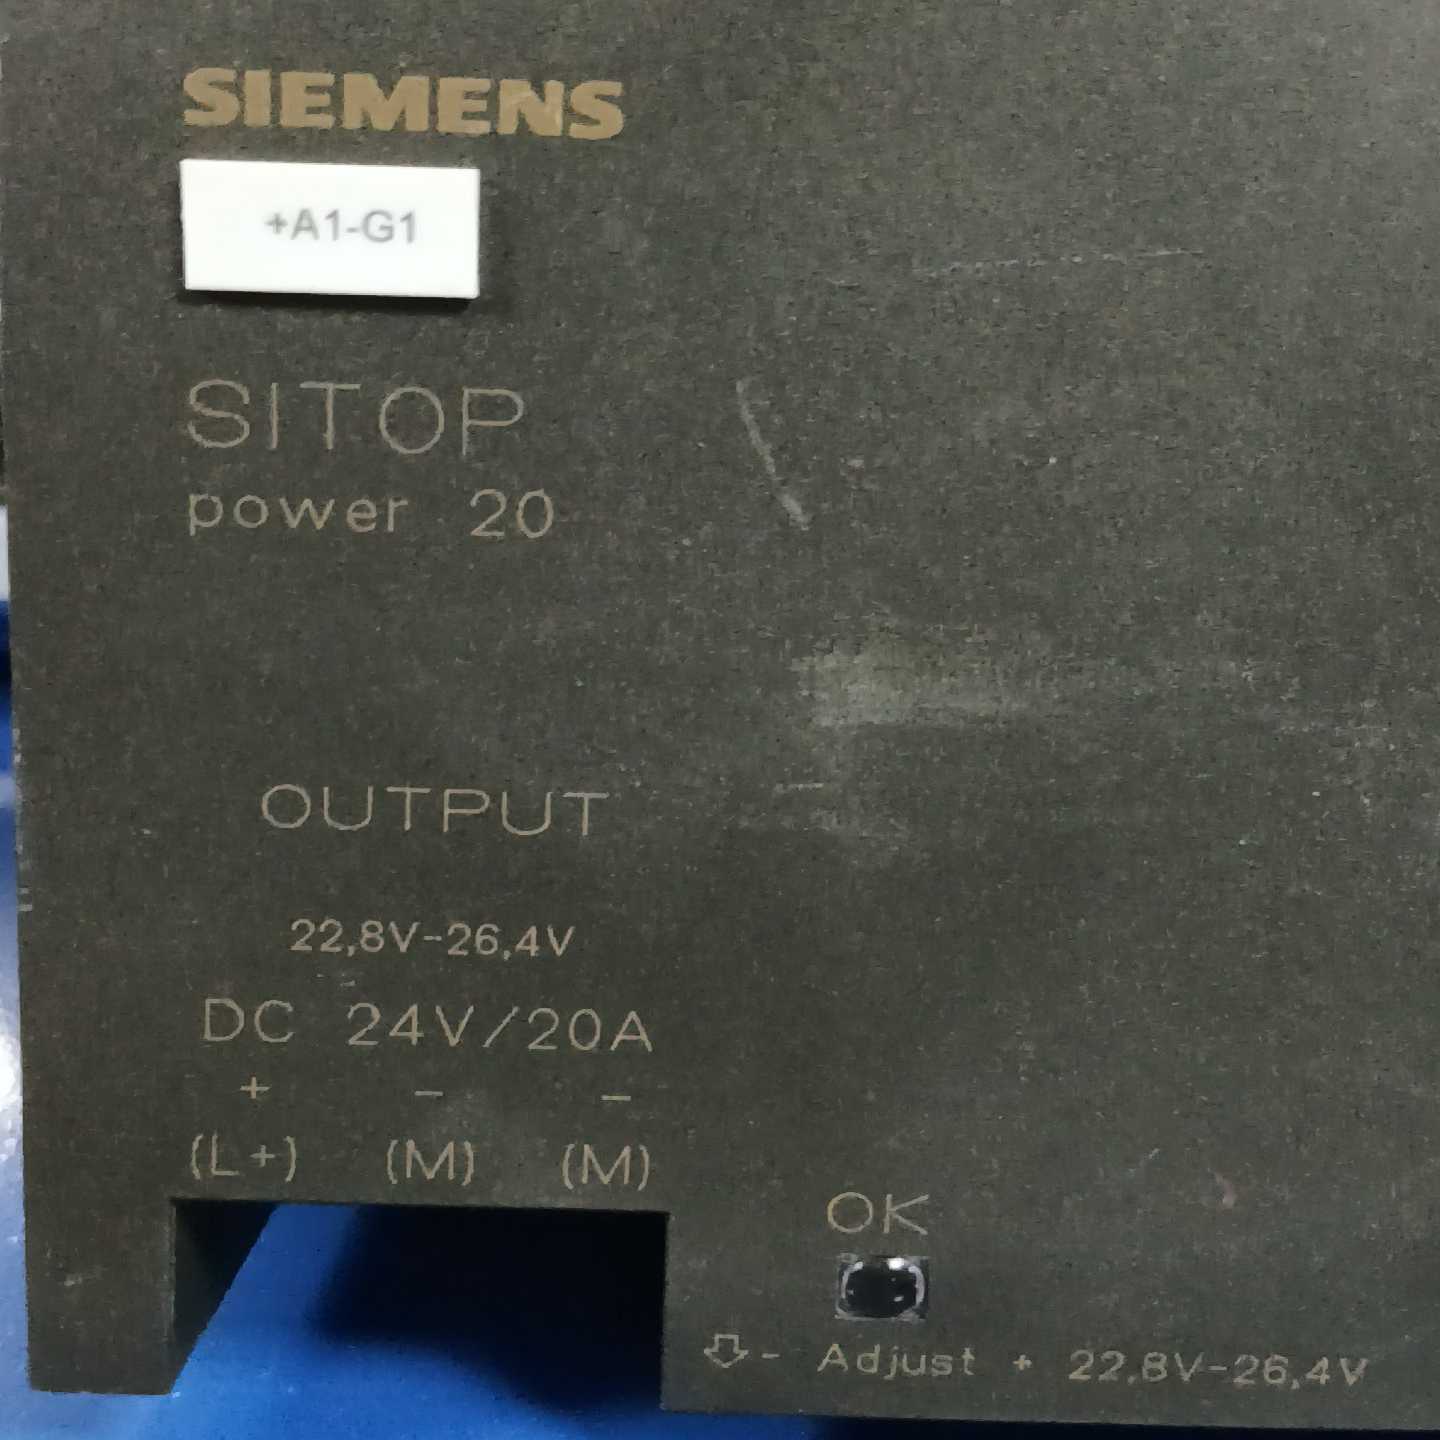 SIEMENS
+A1-G1
SITOP
power 20
OUTPUT
22,8V-26,4V
DC 24V/20A
+ - -
(L+) (M) (M)
OK
- Adjust + 22,8V-26,4V